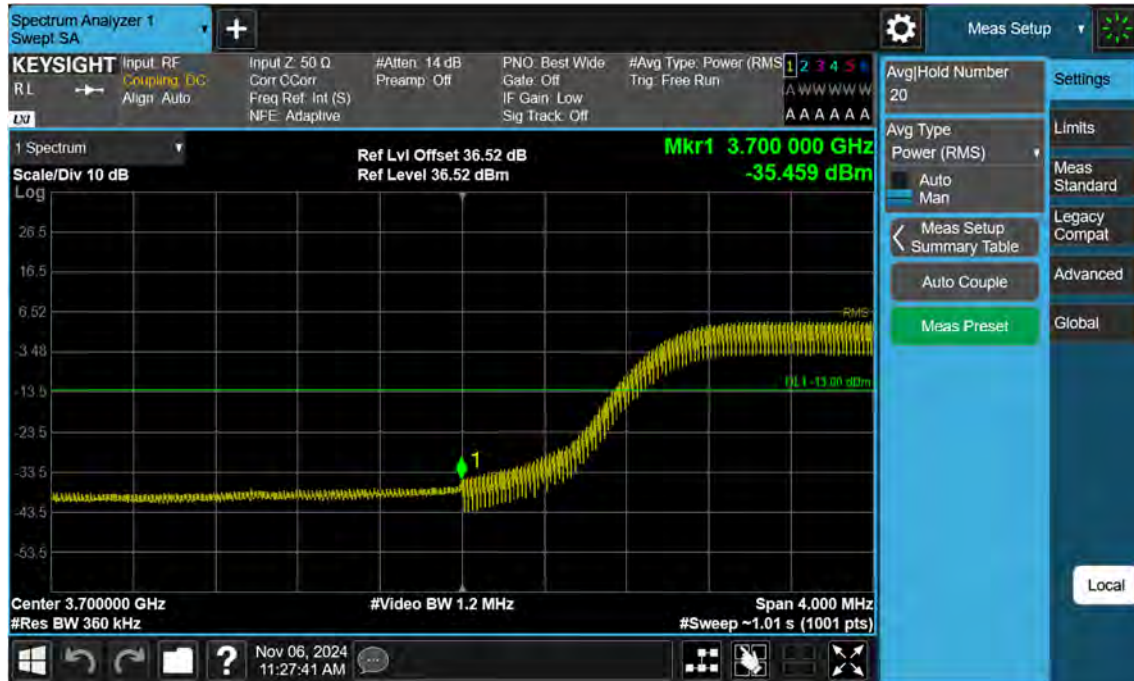 Spectrum Analyzer 1
Swept SA
+
Meas Setup
KEYSIGHT
RL
LXI
Input: RF
Coupling: DC
Align: Auto
Input Z: 50 Ω
Corr CCorr
Freq Ref: Int (S)
NFE: Adaptive
#Atten: 14 dB
Preamp: Off
PNO: Best Wide
Gate: Off
IF Gain: Low
Sig Track: Off
#Avg Type: Power (RMS
Trig: Free Run
1 2 3 4 5 6
A W W W W W
A A A A A A
1 Spectrum
Scale/Div 10 dB
Log
Ref Lvl Offset 36.52 dB
Ref Level 36.52 dBm
Mkr1 3.700 000 GHz
-35.459 dBm
26.5
16.5
6.52
-3.48
-13.5
-23.5
-33.5
-43.5
-53.5
RMS
DL1 -13.00 dBm
1
Center 3.700000 GHz
#Res BW 360 kHz
#Video BW 1.2 MHz
Span 4.000 MHz
#Sweep ~1.01 s (1001 pts)
Avg|Hold Number
20
Avg Type
Power (RMS)
Auto
Man
Meas Setup
Summary Table
Auto Couple
Meas Preset
Settings
Limits
Meas
Standard
Legacy
Compat
Advanced
Global
Local
?
Nov 06, 2024
11:27:41 AM